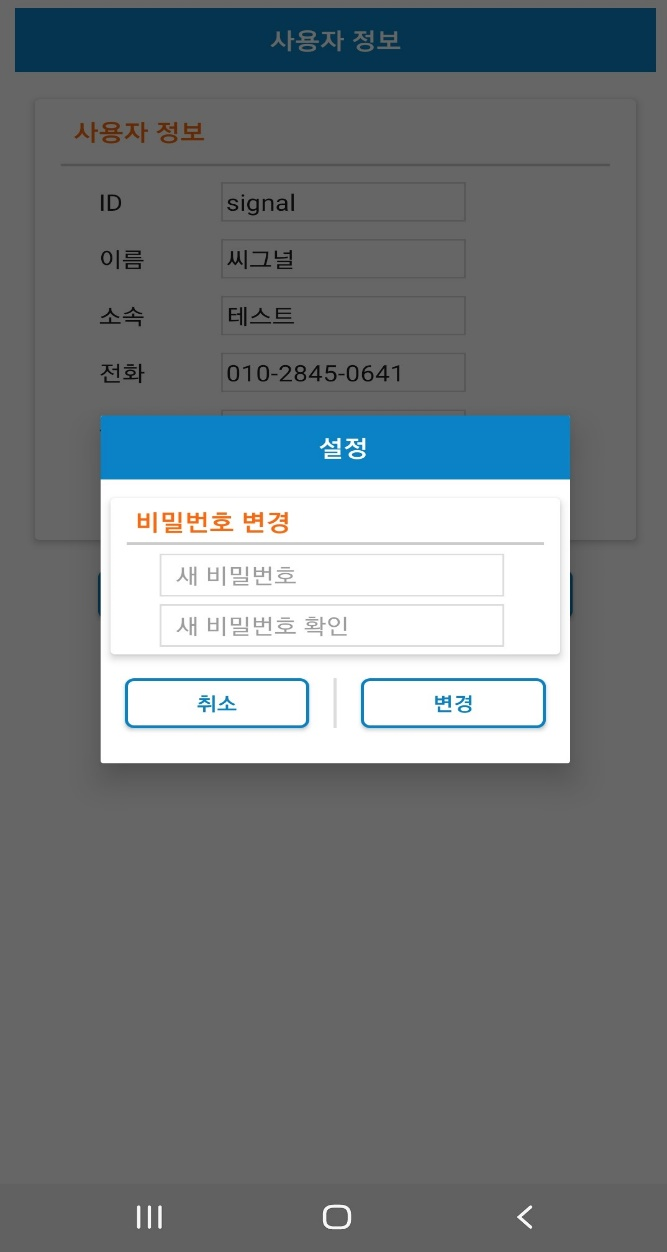 사용자 정보
사용자 정보
ID signal
이름 씨그널
소속 테스트
전화 010-2845-0641
설정
비밀번호 변경
새 비밀번호
새 비밀번호 확인
취소 변경